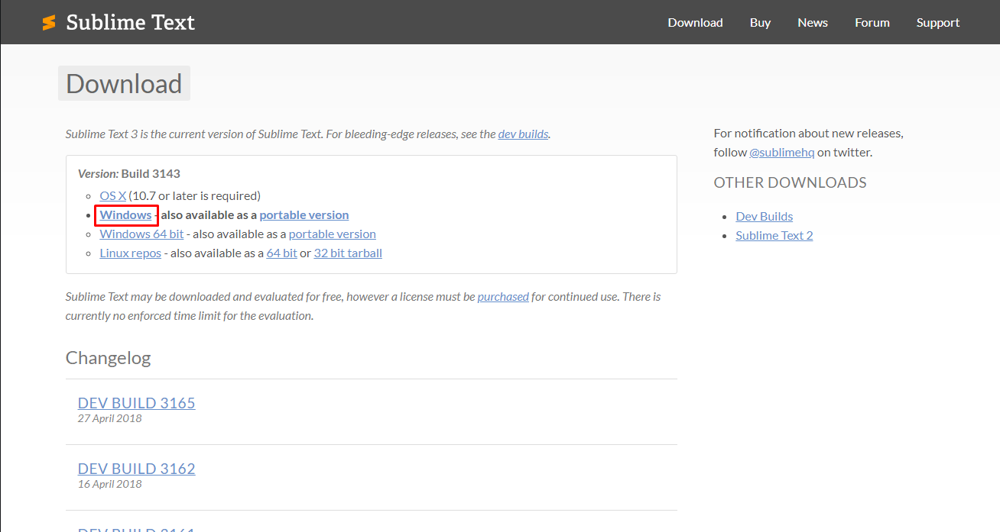 Sublime Text
Download Buy News Forum Support
Download
Sublime Text 3 is the current version of Sublime Text. For bleeding-edge releases, see the dev builds.
Version: Build 3143
OS X (10.7 or later is required)
Windows - also available as a portable version
Windows 64 bit - also available as a portable version
Linux repos - also available as a 64 bit or 32 bit tarball
Sublime Text may be downloaded and evaluated for free, however a license must be purchased for continued use. There is
currently no enforced time limit for the evaluation.
Changelog
DEV BUILD 3165
27 April 2018
DEV BUILD 3162
16 April 2018
DEV BUILD 3161
For notification about new releases,
follow @sublimehq on twitter.
OTHER DOWNLOADS
Dev Builds
Sublime Text 2